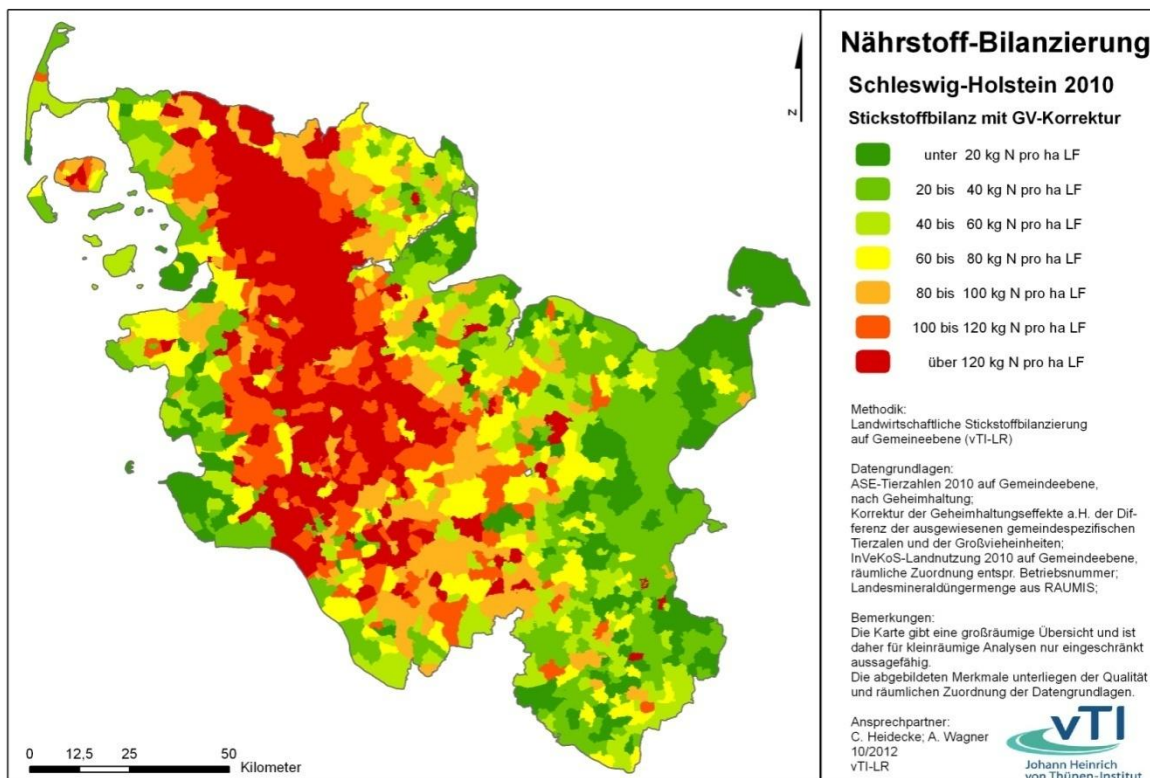 Nährstoff-Bilanzierung
Schleswig-Holstein 2010
Stickstoffbilanz mit GV-Korrektur
unter 20 kg N pro ha LF
20 bis 40 kg N pro ha LF
40 bis 60 kg N pro ha LF
60 bis 80 kg N pro ha LF
80 bis 100 kg N pro ha LF
100 bis 120 kg N pro ha LF
über 120 kg N pro ha LF
Methodik:
Landwirtschaftliche Stickstoffbilanzierung
auf Gemeineebene (vTI-LR)
Datengrundlagen:
ASE-Tierzahlen 2010 auf Gemeindeebene,
nach Geheimhaltung;
Korrektur der Geheimhaltungseffekte a.H. der Dif-
ferenz der ausgewiesenen gemeindespezifischen
Tierzalen und der Großvieheinheiten;
InVeKoS-Landnutzung 2010 auf Gemeindeebene,
räumliche Zuordnung entspr. Betriebsnummer;
Landesmineraldüngermenge aus RAUMIS;
Bemerkungen:
Die Karte gibt eine großräumige Übersicht und ist
daher für kleinräumige Analysen nur eingeschränkt
aussagefähig.
Die abgebildeten Merkmale unterliegen der Qualität
und räumlichen Zuordnung der Datengrundlagen.
Ansprechpartner:
C. Heidecke; A. Wagner
10/2012
vTI-LR
vTI
Johann Heinrich
von Thünen-Institut
N
0 12,5 25 50
Kilometer